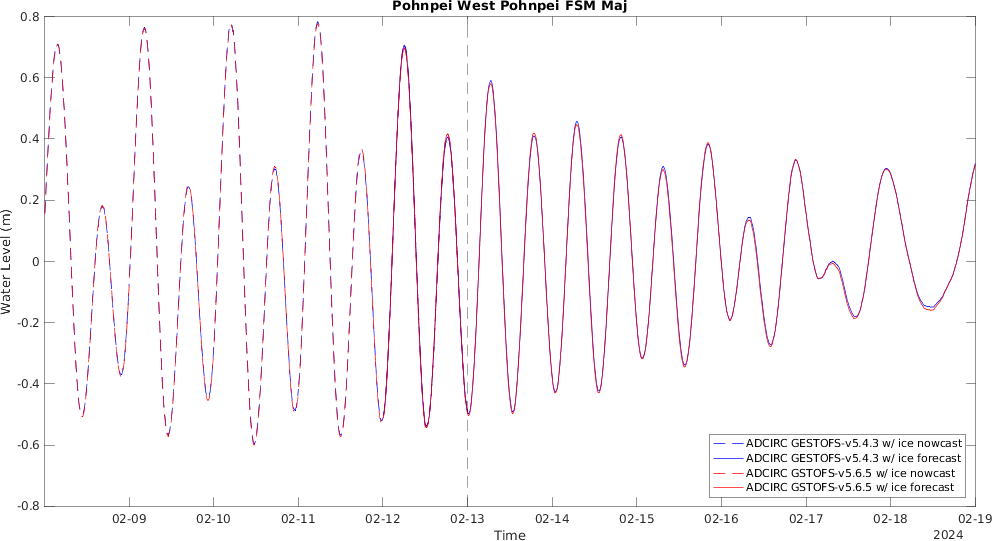 Pohnpei West Pohnpei FSM Maj
0.8
0.6
0.4
0.2
0
-0.2
-0.4
-0.6
-0.8
Water Level (m)
02-09 02-10 02-11 02-12 02-13 02-14 02-15 02-16 02-17 02-18 02-19
Time
2024
ADCIRC GESTOFS-v5.4.3 w/ ice nowcast
ADCIRC GESTOFS-v5.4.3 w/ ice forecast
ADCIRC GSTOFS-v5.6.5 w/ ice nowcast
ADCIRC GSTOFS-v5.6.5 w/ ice forecast